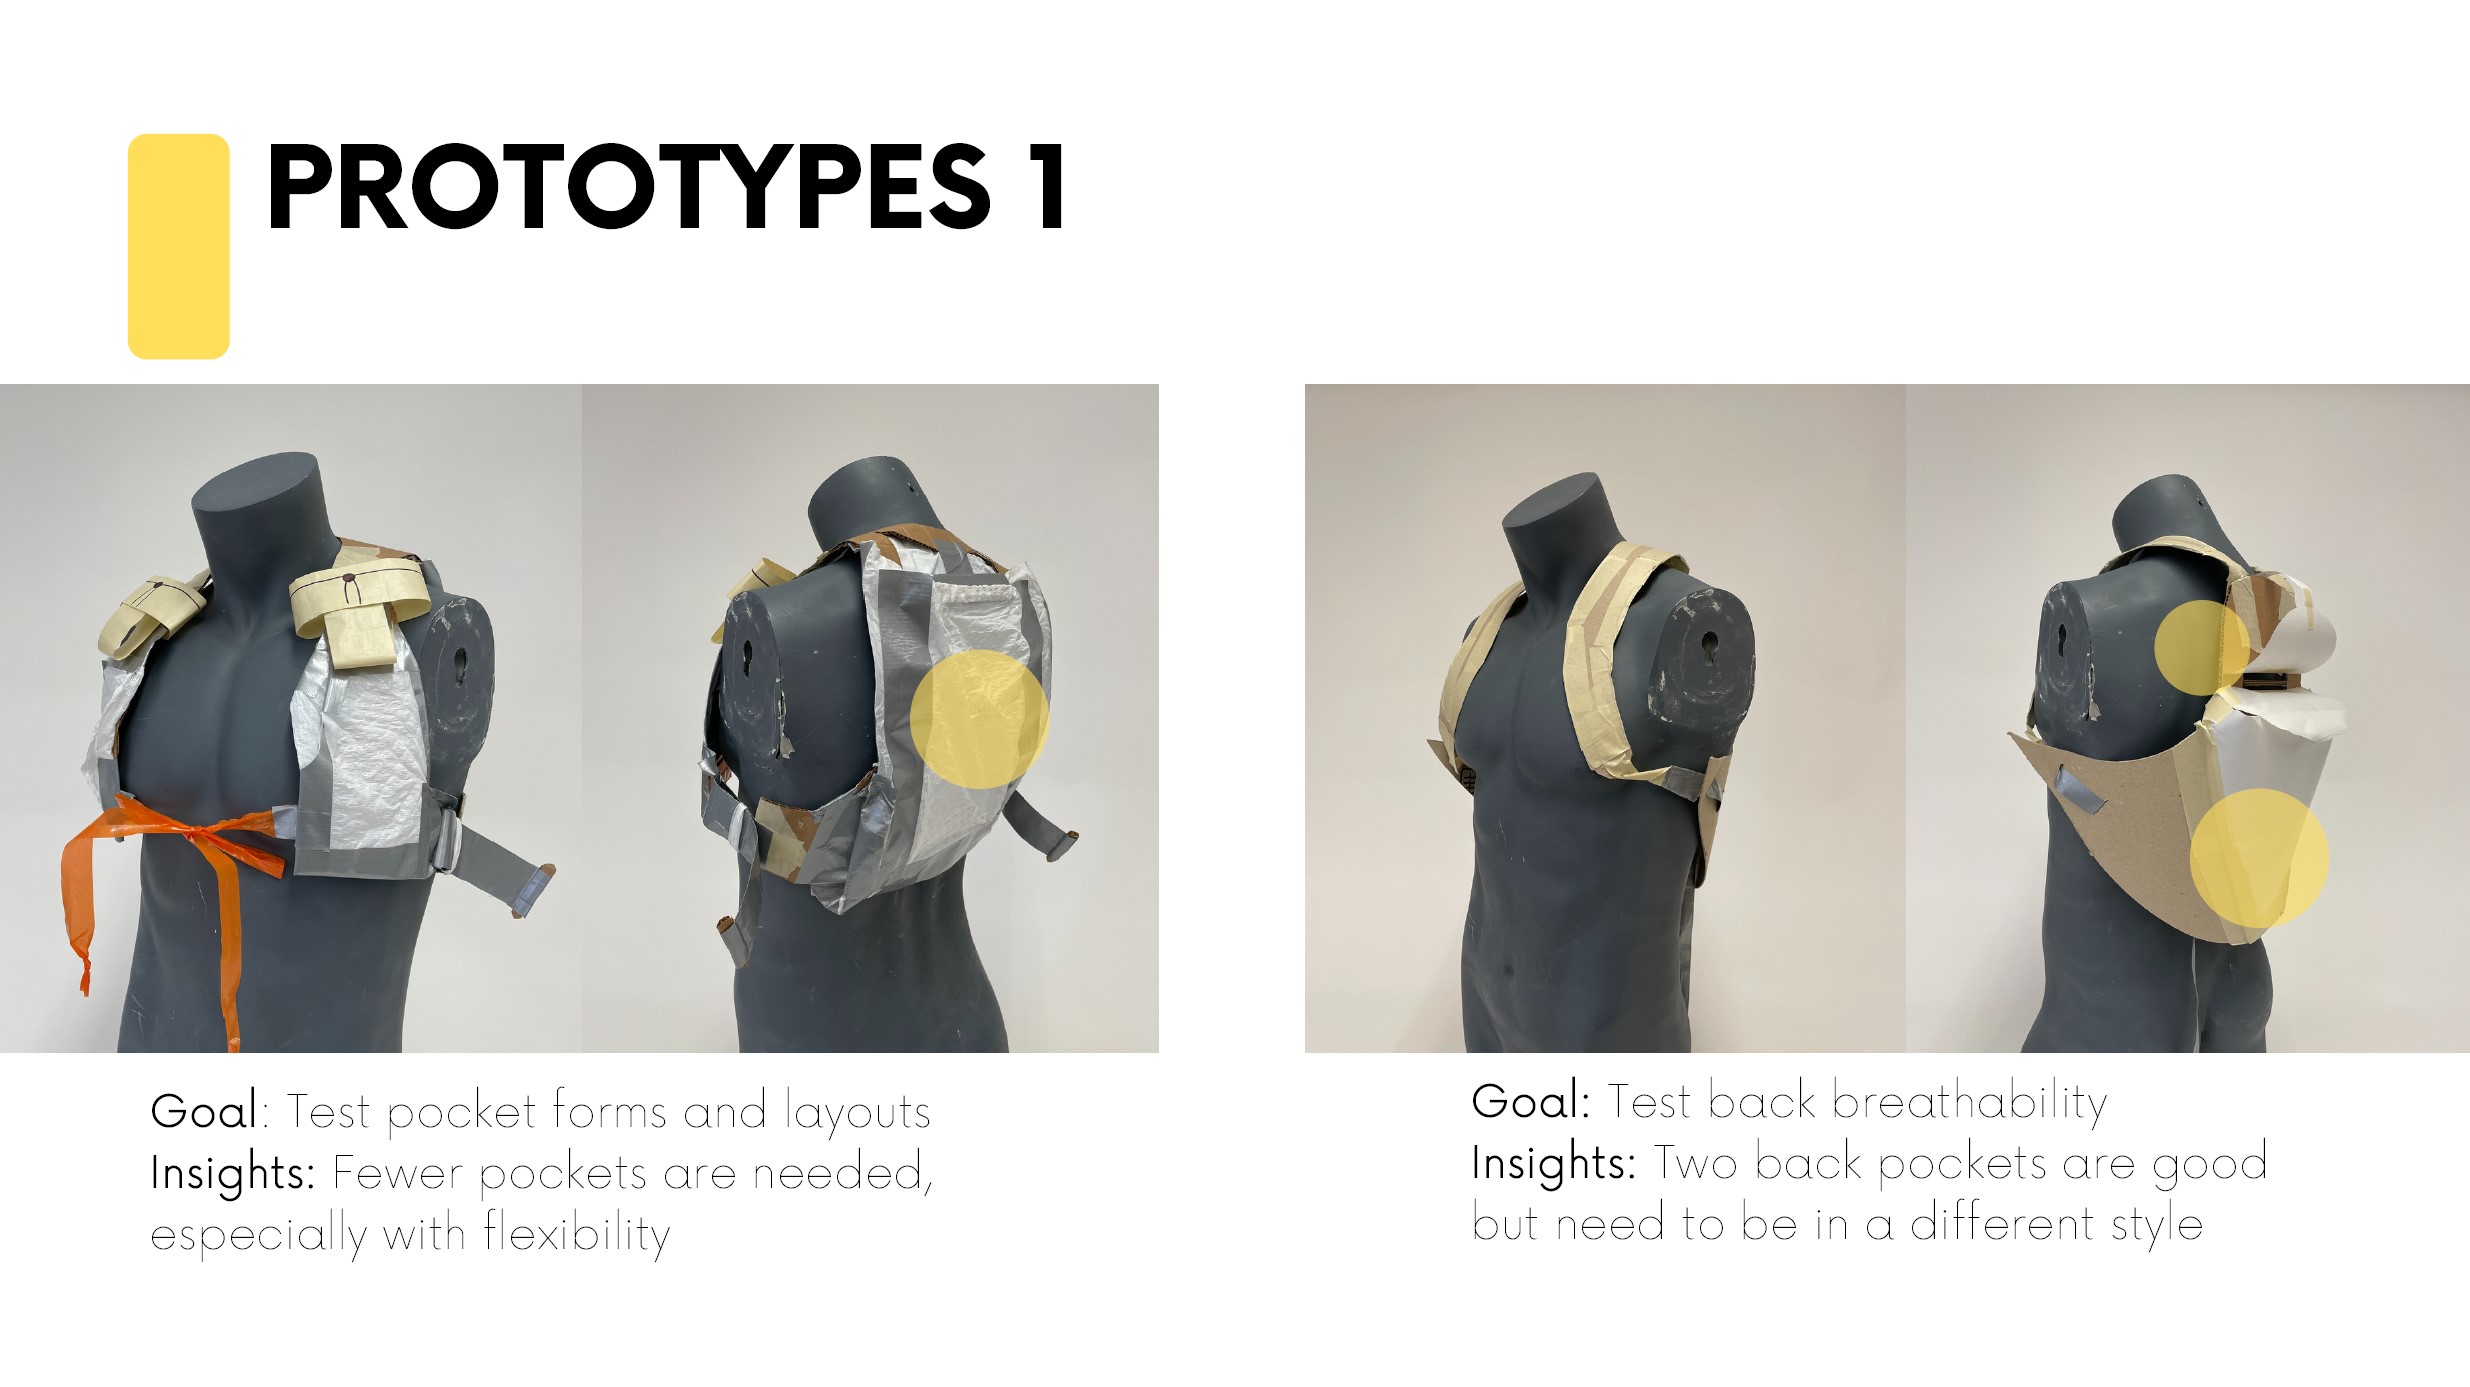 PROTOTYPES 1
Goal: Test pocket forms and layouts
Insights: Fewer pockets are needed,
especially with flexibility
Goal: Test back breathability
Insights: Two back pockets are good
but need to be in a different style